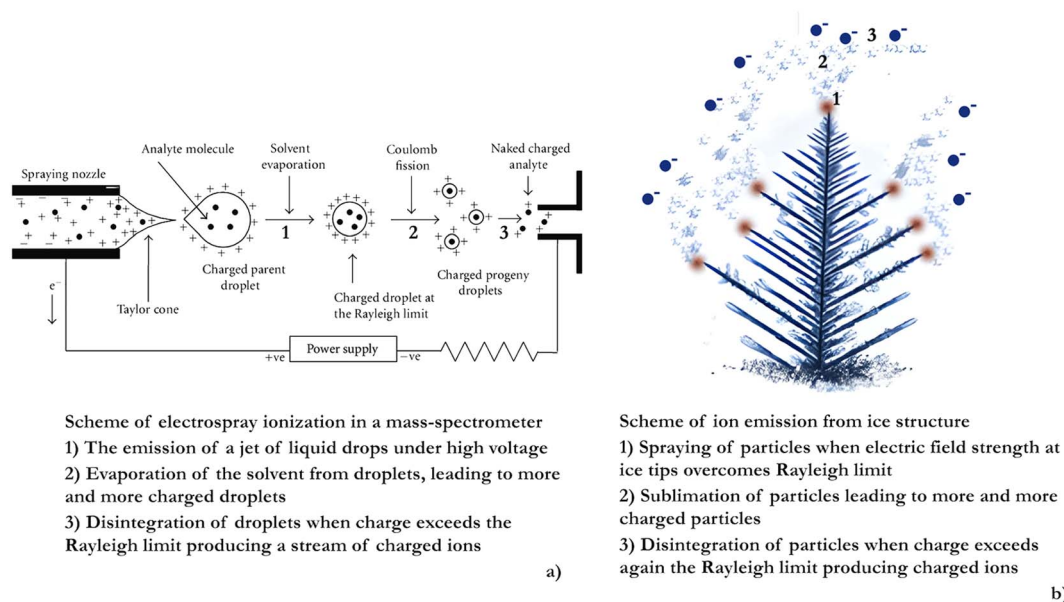 Spraying nozzle
Analyte molecule
Solvent
evaporation
Coulomb
fission
Naked charged
analyte
1
2
3
Charged parent
droplet
Charged progeny
droplets
Taylor cone
Charged droplet at
the Rayleigh limit
e−
+ve
Power supply
−ve
Scheme of electrospray ionization in a mass-spectrometer
1) The emission of a jet of liquid drops under high voltage
2) Evaporation of the solvent from droplets, leading to more
and more charged droplets
3) Disintegration of droplets when charge exceeds the
Rayleigh limit producing a stream of charged ions
a)
3
2
1
Scheme of ion emission from ice structure
1) Spraying of particles when electric field strength at
ice tips overcomes Rayleigh limit
2) Sublimation of particles leading to more and more
charged particles
3) Disintegration of particles when charge exceeds
again the Rayleigh limit producing charged ions
b)